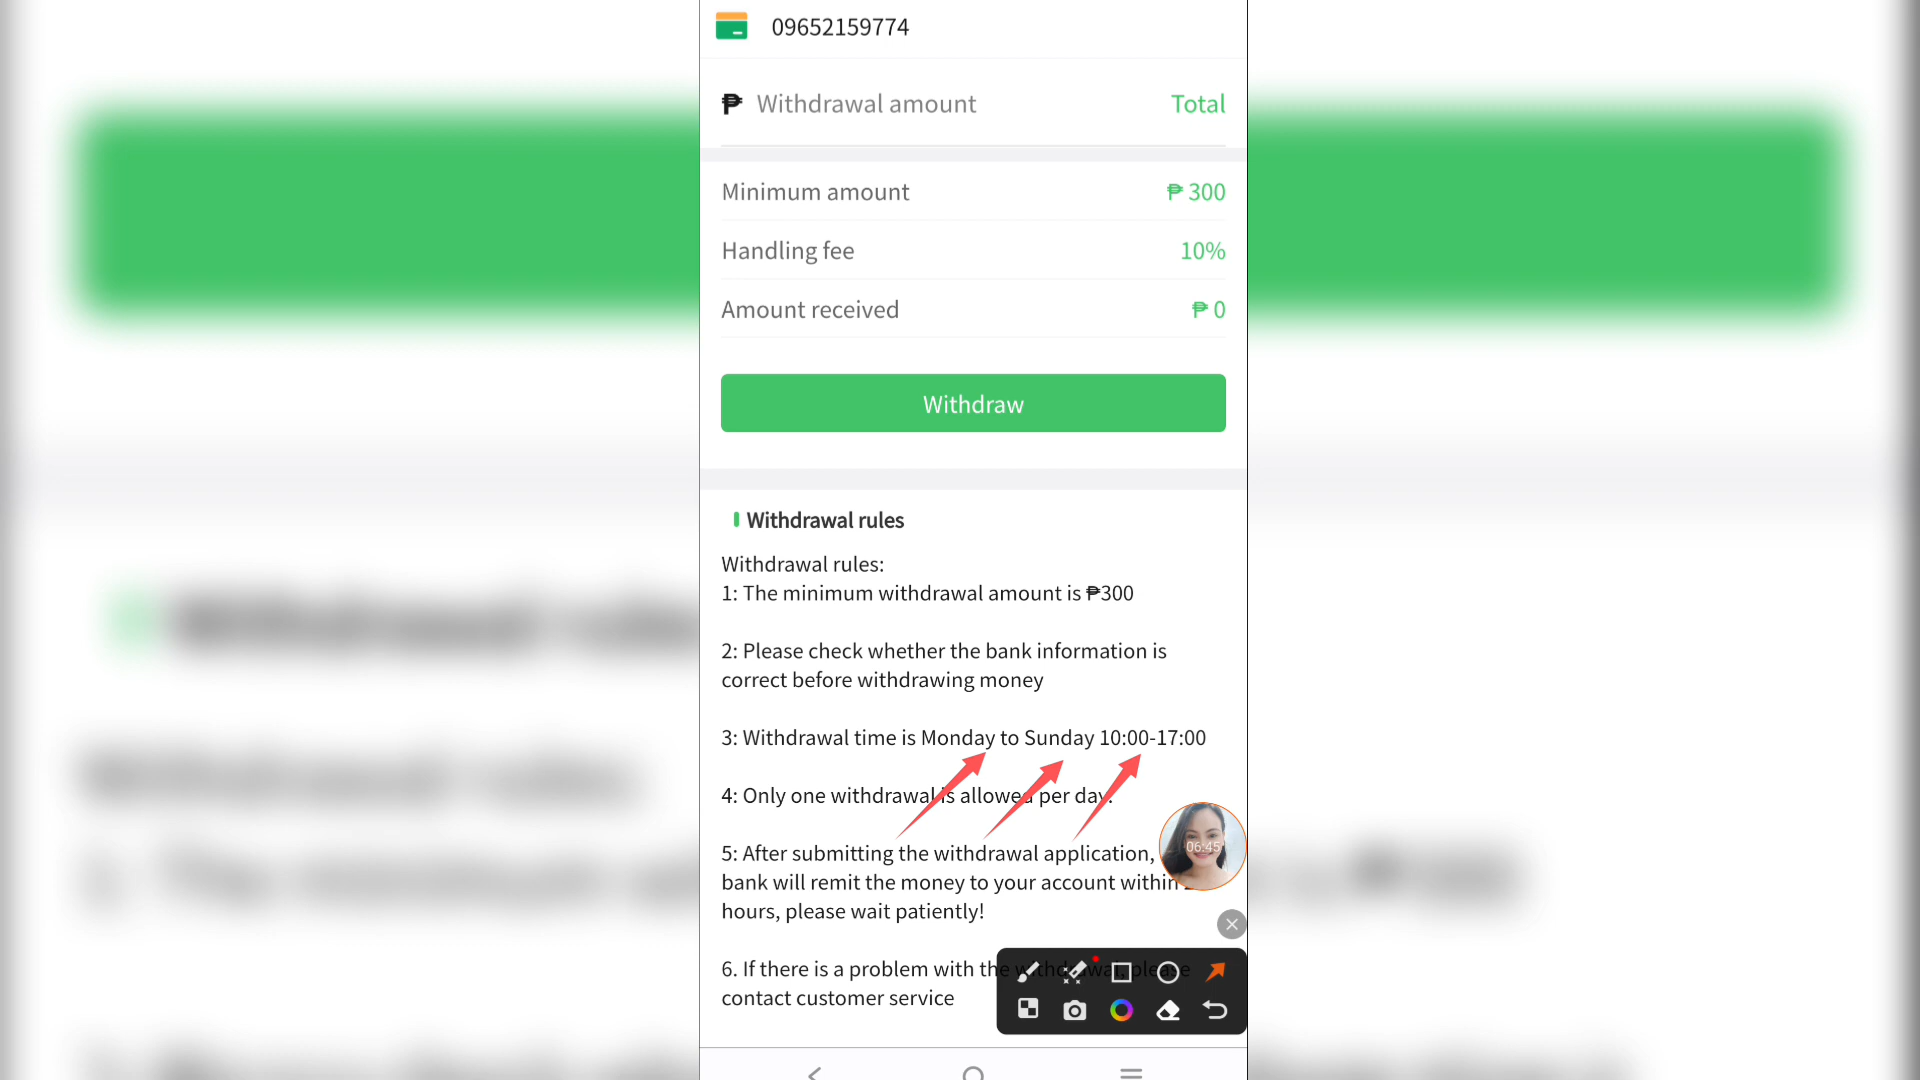 09652159774
₱ Withdrawal amount Total
Minimum amount ₱ 300
Handling fee 10%
Amount received ₱ 0
Withdraw
Withdrawal rules
Withdrawal rules:
1: The minimum withdrawal amount is ₱300
2: Please check whether the bank information is
correct before withdrawing money
3: Withdrawal time is Monday to Sunday 10:00-17:00
4: Only one withdrawal is allowed per day.
5: After submitting the withdrawal application,
06:45
bank will remit the money to your account within
hours, please wait patiently!
6. If there is a problem with the withdrawal, please
contact customer service